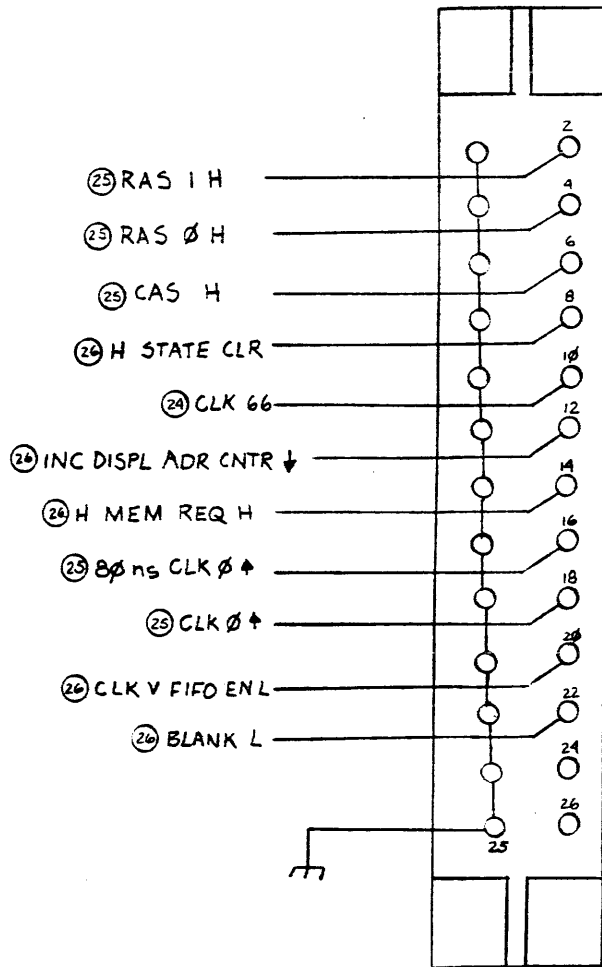 2
㉕ RAS 1 H
4
㉕ RAS Ø H
6
㉕ CAS H
8
㉖ H STATE CLR
1Ø
㉔ CLK 66
12
㉖ INC DISPL ADR CNTR ↓
14
㉖ H MEM REQ H
16
㉕ 8Ø ns CLK Ø ↑
18
㉕ CLK Ø ↑
2Ø
㉖ CLK V FIFO EN L
22
㉖ BLANK L
24
26
25